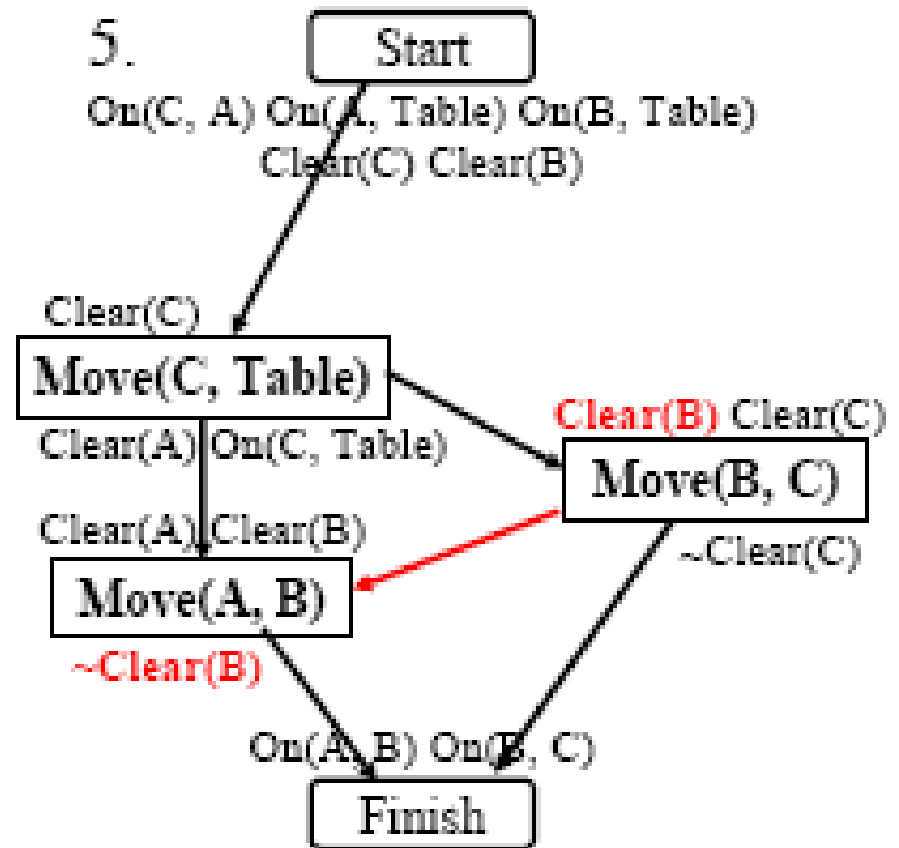 5.
Start
On(C, A) On(A, Table) On(B, Table)
Clear(C) Clear(B)
Clear(C)
Move(C, Table)
Clear(A) On(C, Table)
Clear(B) Clear(C)
Move(B, C)
~Clear(C)
Clear(A) Clear(B)
Move(A, B)
~Clear(B)
On(A, B) On(B, C)
Finish